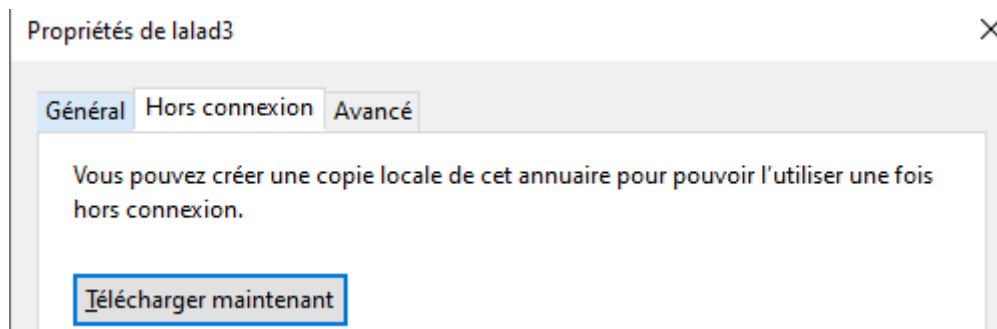 Propriétés de lalad3
Général Hors connexion Avancé
Vous pouvez créer une copie locale de cet annuaire pour pouvoir l'utiliser une fois
hors connexion.
Télécharger maintenant